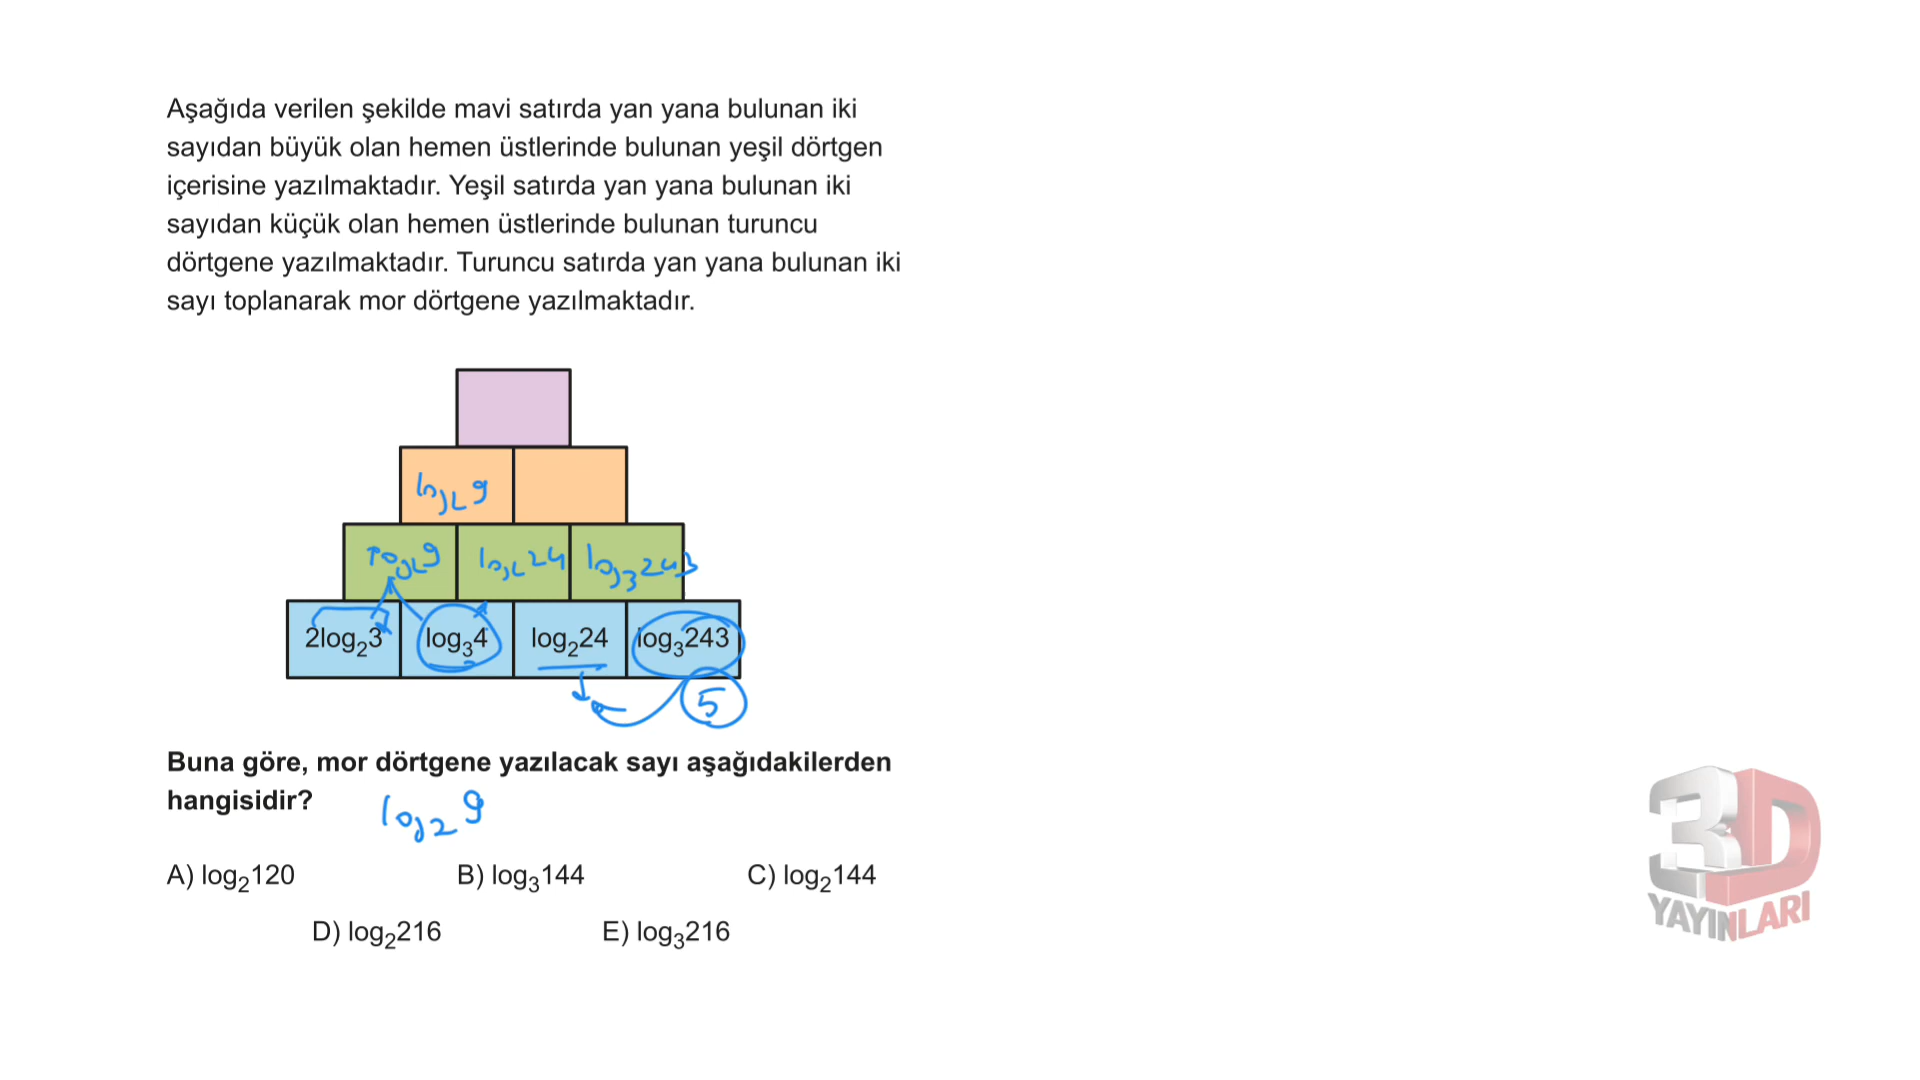 Aşağıda verilen şekilde mavi satırda yan yana bulunan iki
sayıdan büyük olan hemen üstlerinde bulunan yeşil dörtgen
içerisine yazılmaktadır. Yeşil satırda yan yana bulunan iki
sayıdan küçük olan hemen üstlerinde bulunan turuncu
dörtgene yazılmaktadır. Turuncu satırda yan yana bulunan iki
sayı toplanarak mor dörtgene yazılmaktadır.
log₂9
log₂9 log₂24 log₃243
2log₂3 log₃4 log₂24 log₃243
5
Buna göre, mor dörtgene yazılacak sayı aşağıdakilerden
hangisidir?
log₂9
A) log₂120 B) log₃144 C) log₂144
D) log₂216 E) log₃216
3D
YAYINLARI